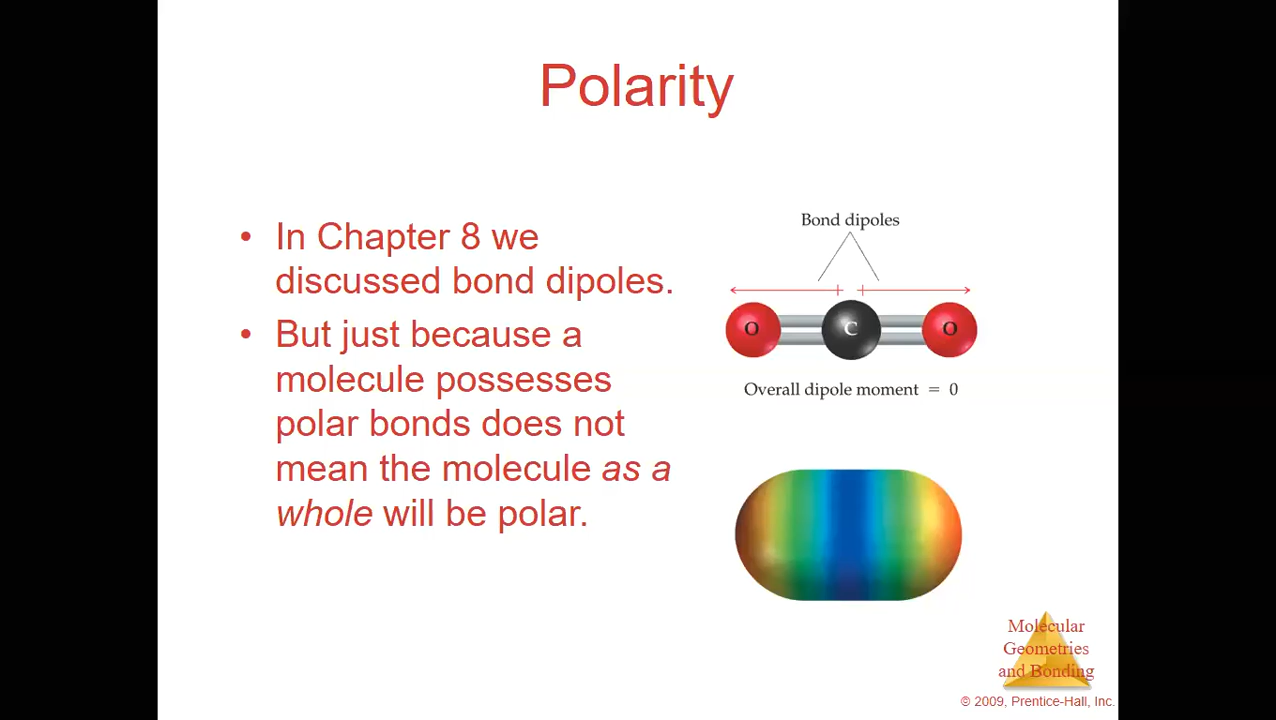 Polarity
• In Chapter 8 we
discussed bond dipoles.
• But just because a
molecule possesses
polar bonds does not
mean the molecule as a
whole will be polar.
Bond dipoles
O C O
Overall dipole moment = 0
Molecular
Geometries
and Bonding
© 2009, Prentice-Hall, Inc.